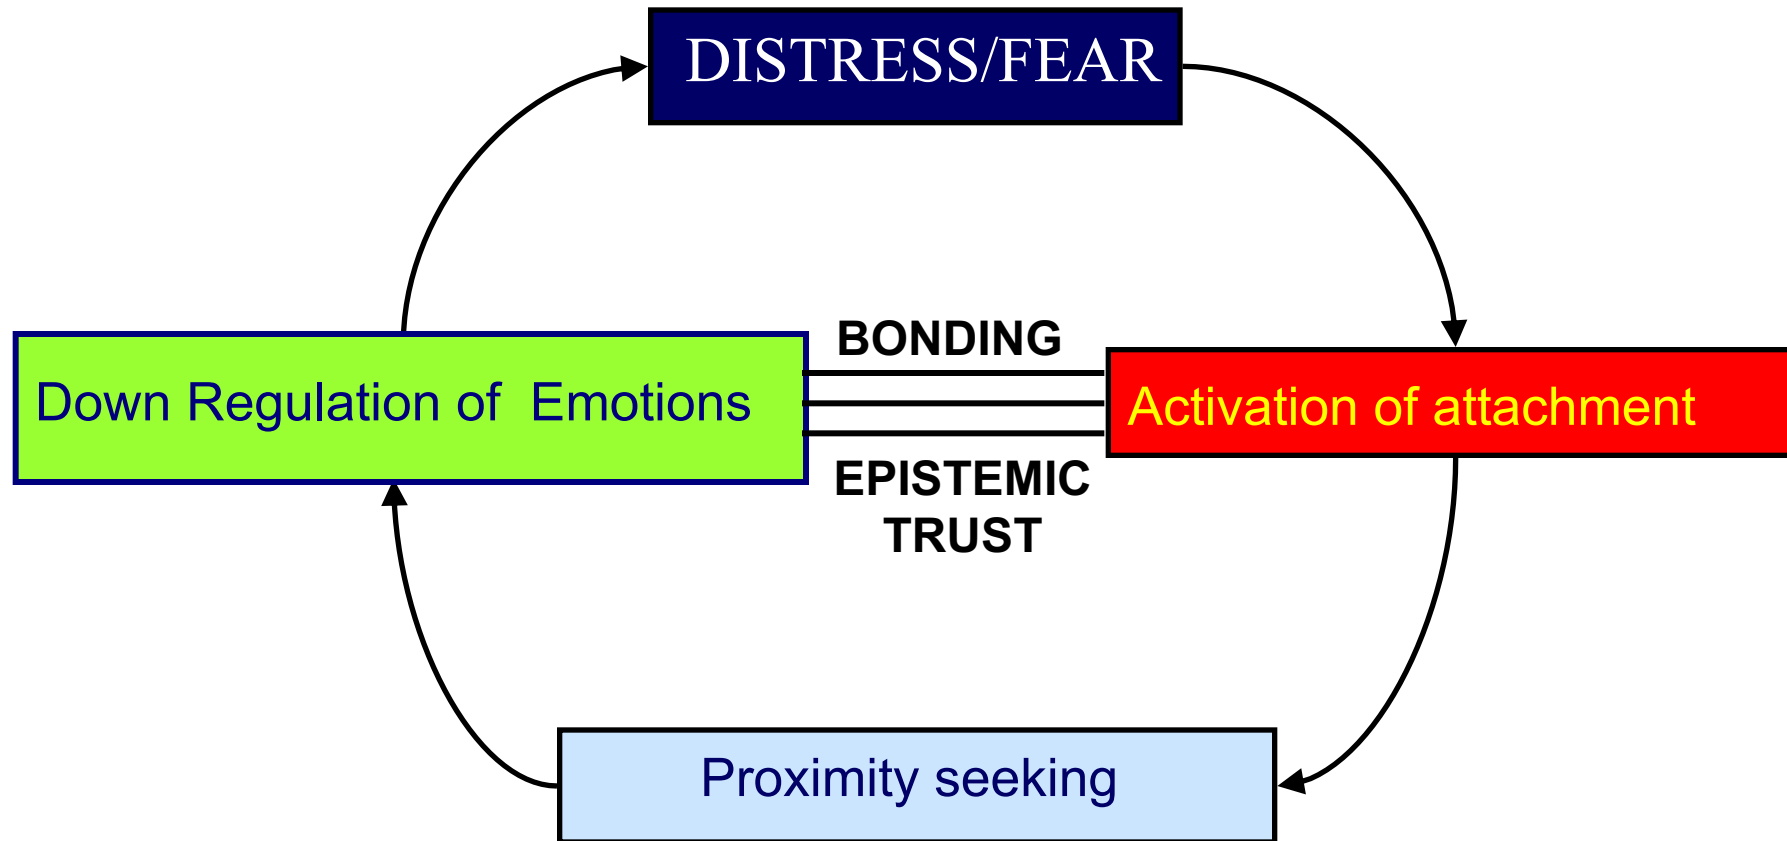 DISTRESS/FEAR
BONDING
Down Regulation of Emotions
Activation of attachment
EPISTEMIC
TRUST
Proximity seeking